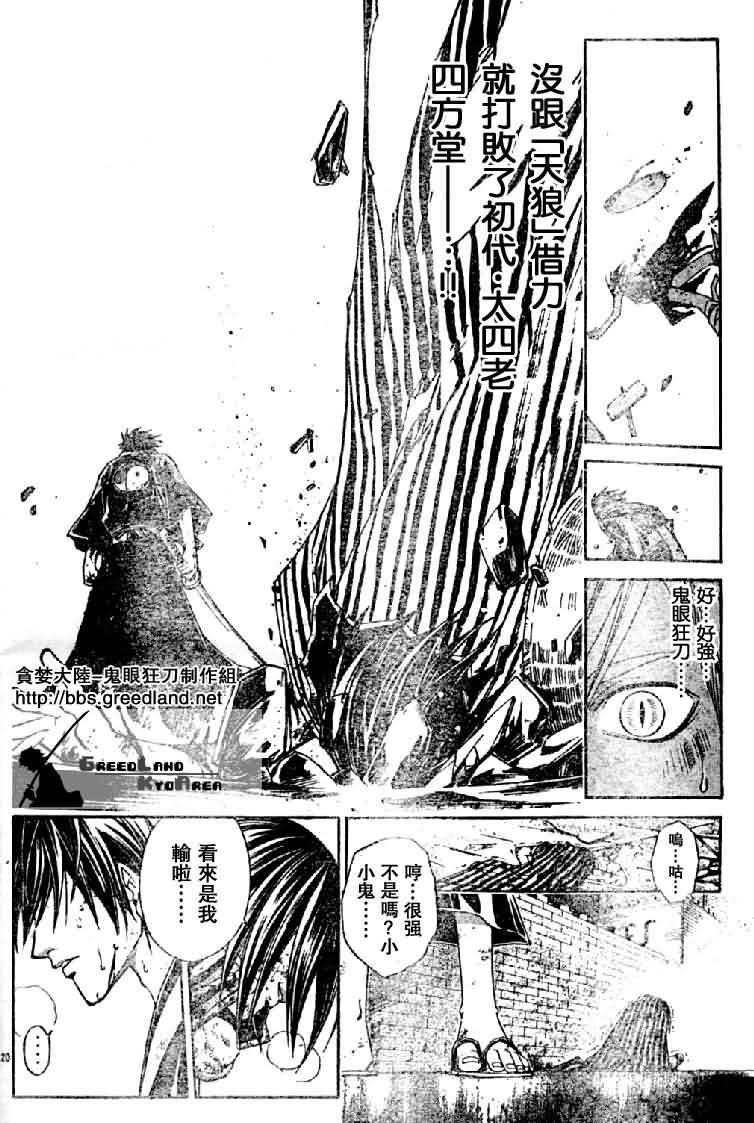 好…好強…
鬼眼狂刀……
沒跟「天狼」借力
就打敗了初代‧太四老
四方堂——…!!
貪婪大陸-鬼眼狂刀制作組
http://bbs.greedland.net
GREEDLAND
KYOAREA
嗚…咕…
哼…很强
不是嗎?小
小鬼……
看來是我
輸啦……
……
20